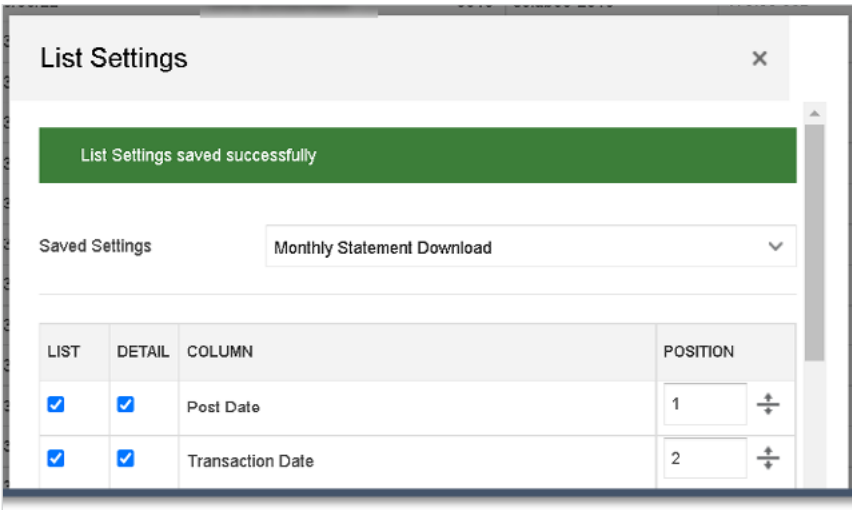 List Settings
List Settings saved successfully
Saved Settings Monthly Statement Download
LIST DETAIL COLUMN POSITION
Post Date 1
Transaction Date 2